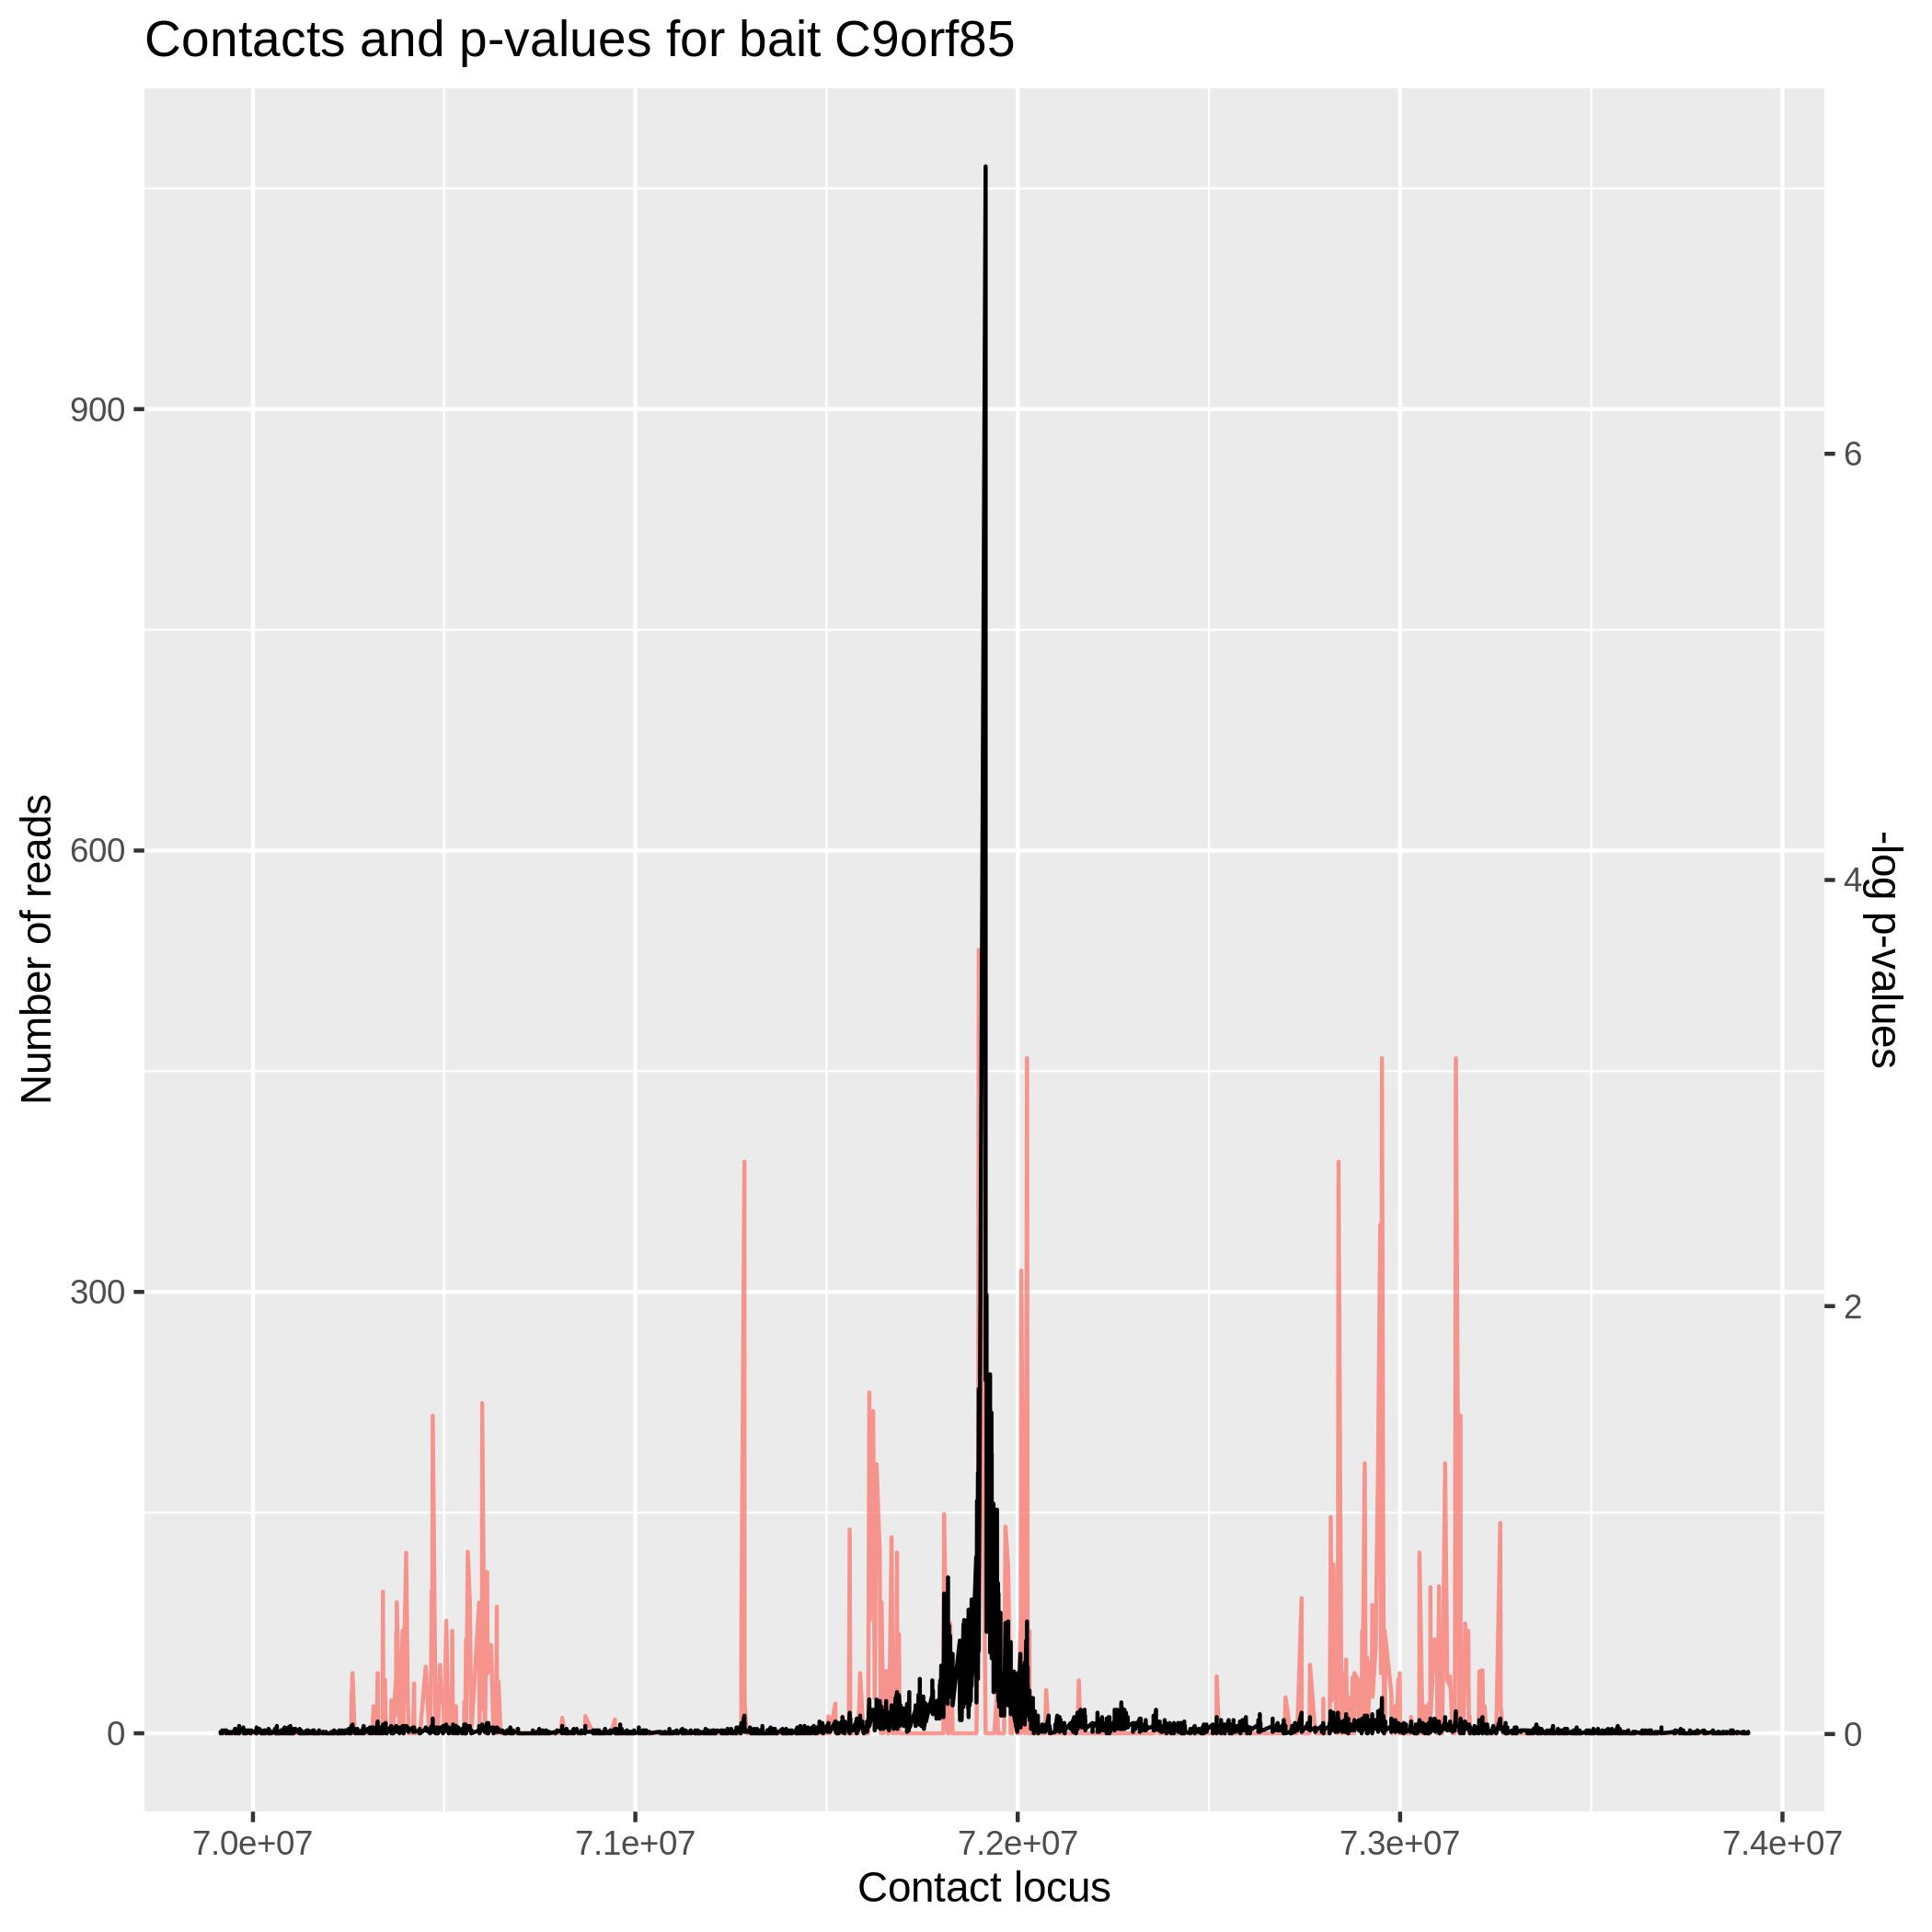 Contacts and p-values for bait C9orf85
900
600
300
0
Number of reads
6
4
2
0
-log p-values
7.0e+07
7.1e+07
7.2e+07
7.3e+07
7.4e+07
Contact locus